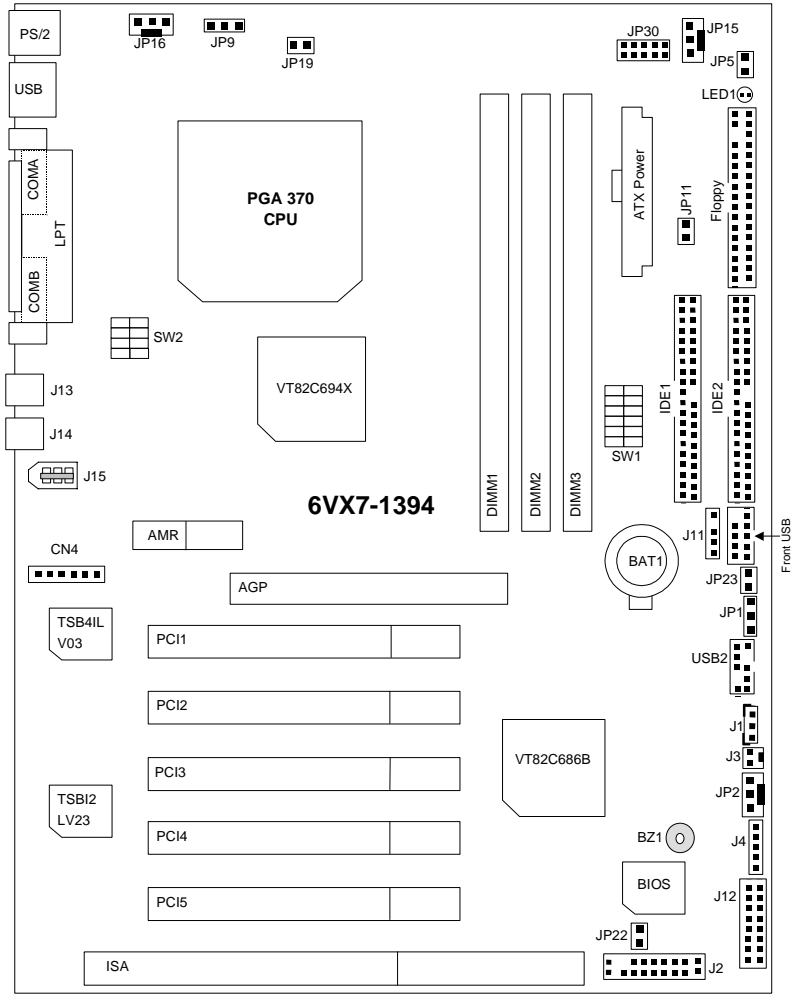 PS/2
JP16
JP9
JP19
JP30
JP15
JP5
USB
LED1
COMA
LPT
COMB
PGA 370
CPU
ATX Power
JP11
Floppy
SW2
VT82C694X
IDE1
IDE2
J13
J14
J15
SW1
DIMM1
DIMM2
DIMM3
6VX7-1394
AMR
J11
Front USB
CN4
BAT1
AGP
JP23
TSB4IL
V03
JP1
PCI1
USB2
PCI2
J1
VT82C686B
J3
PCI3
JP2
TSBI2
LV23
PCI4
BZ1
J4
BIOS
J12
PCI5
JP22
ISA
J2